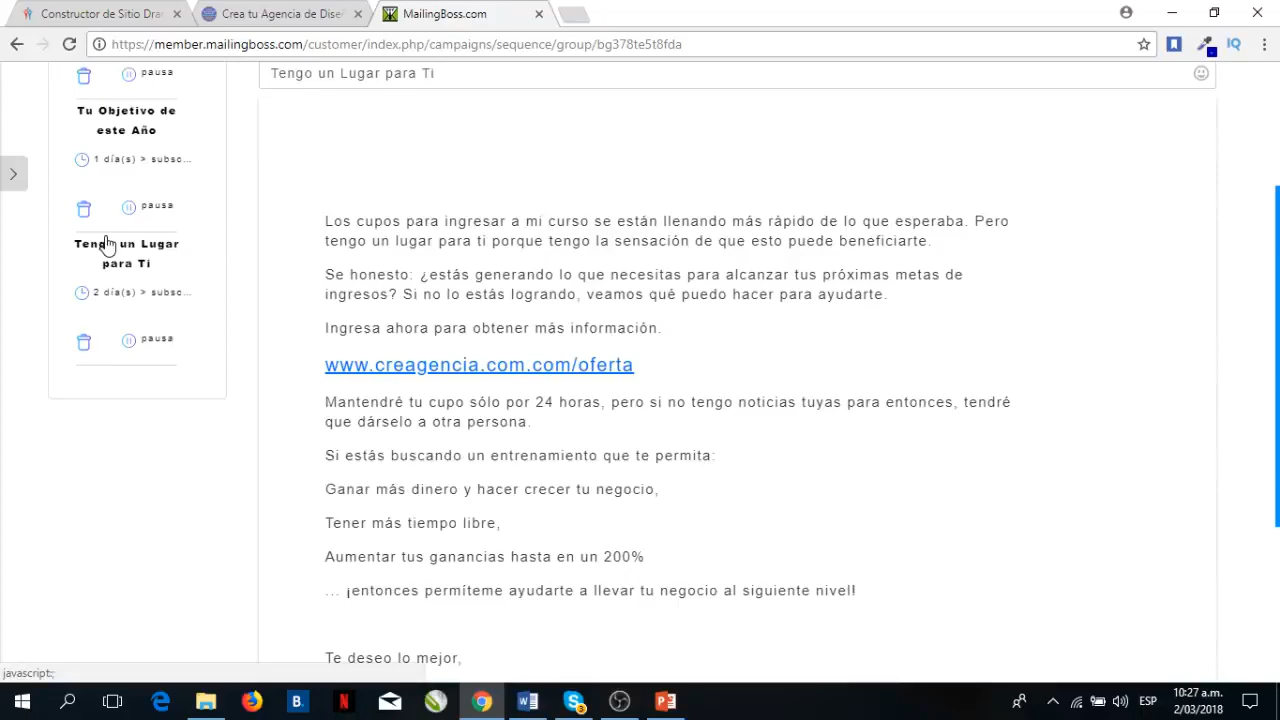 Constructor de Sitio Dra
Crea tu Agencia de Dise
MailingBoss.com
https://member.mailingboss.com/customer/index.php/campaigns/sequence/group/bg378te5t8fda
pausa
Tengo un Lugar para Ti
Tu Objetivo de
este Año
1 día(s) > subsc...
pausa
Tengo un Lugar
para Ti
2 día(s) > subsc...
pausa
Los cupos para ingresar a mi curso se están llenando más rápido de lo que esperaba. Pero
tengo un lugar para ti porque tengo la sensación de que esto puede beneficiarte.
Se honesto: ¿estás generando lo que necesitas para alcanzar tus próximas metas de
ingresos? Si no lo estás logrando, veamos qué puedo hacer para ayudarte.
Ingresa ahora para obtener más información.
www.creagencia.com.com/oferta
Mantendré tu cupo sólo por 24 horas, pero si no tengo noticias tuyas para entonces, tendré
que dárselo a otra persona.
Si estás buscando un entrenamiento que te permita:
Ganar más dinero y hacer crecer tu negocio,
Tener más tiempo libre,
Aumentar tus ganancias hasta en un 200%
... ¡entonces permíteme ayudarte a llevar tu negocio al siguiente nivel!
Te deseo lo mejor,
javascript:;
ESP
10:27 a.m.
2/03/2018